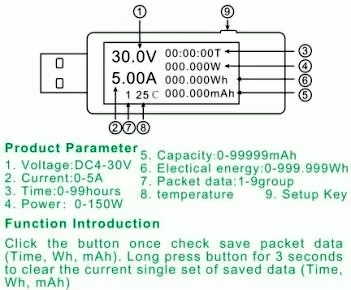 ① ⑨
30.0V 00:00:00T ③
000.000W ④
5.00A 000.000Wh ⑥
1 25 C 000.000mAh ⑤
② ⑦ ⑧
Product Parameter
1. Voltage:DC4-30V
2. Current:0-5A
3. Time:0-99hours
4. Power: 0-150W
5. Capacity:0-99999mAh
6. Electical energy:0-999.999Wh
7. Packet data:1-9group
8. temperature 9. Setup Key
Function Introduction
Click the button once check save packet data
(Time, Wh, mAh). Long press button for 3 seconds
to clear the current single set of saved data (Time,
Wh, mAh)